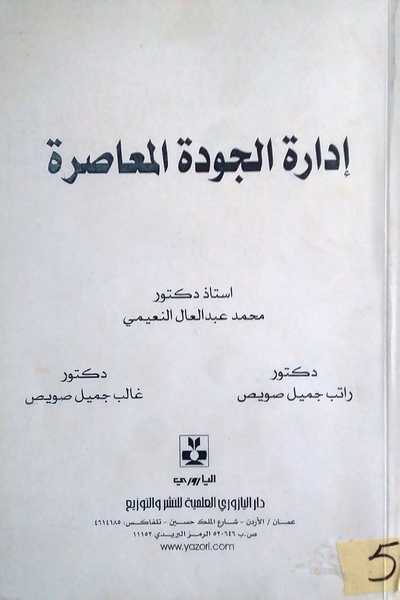 إدارة الجودة المعاصرة
استاذ دكتور
محمد عبدالعال النعيمي
دكتور
راتب جميل صويص
دكتور
غالب جميل صويص
اليازوري
دار اليازوري العلمية للنشر والتوزيع
عمان / الأردن - شارع الملك حسين - تلفاكس: ٤٦١٤١٨٥
ص.ب ٥٢٠٦٤٦ الرمز البريدي ١١١٥٢
www.yazori.com
5